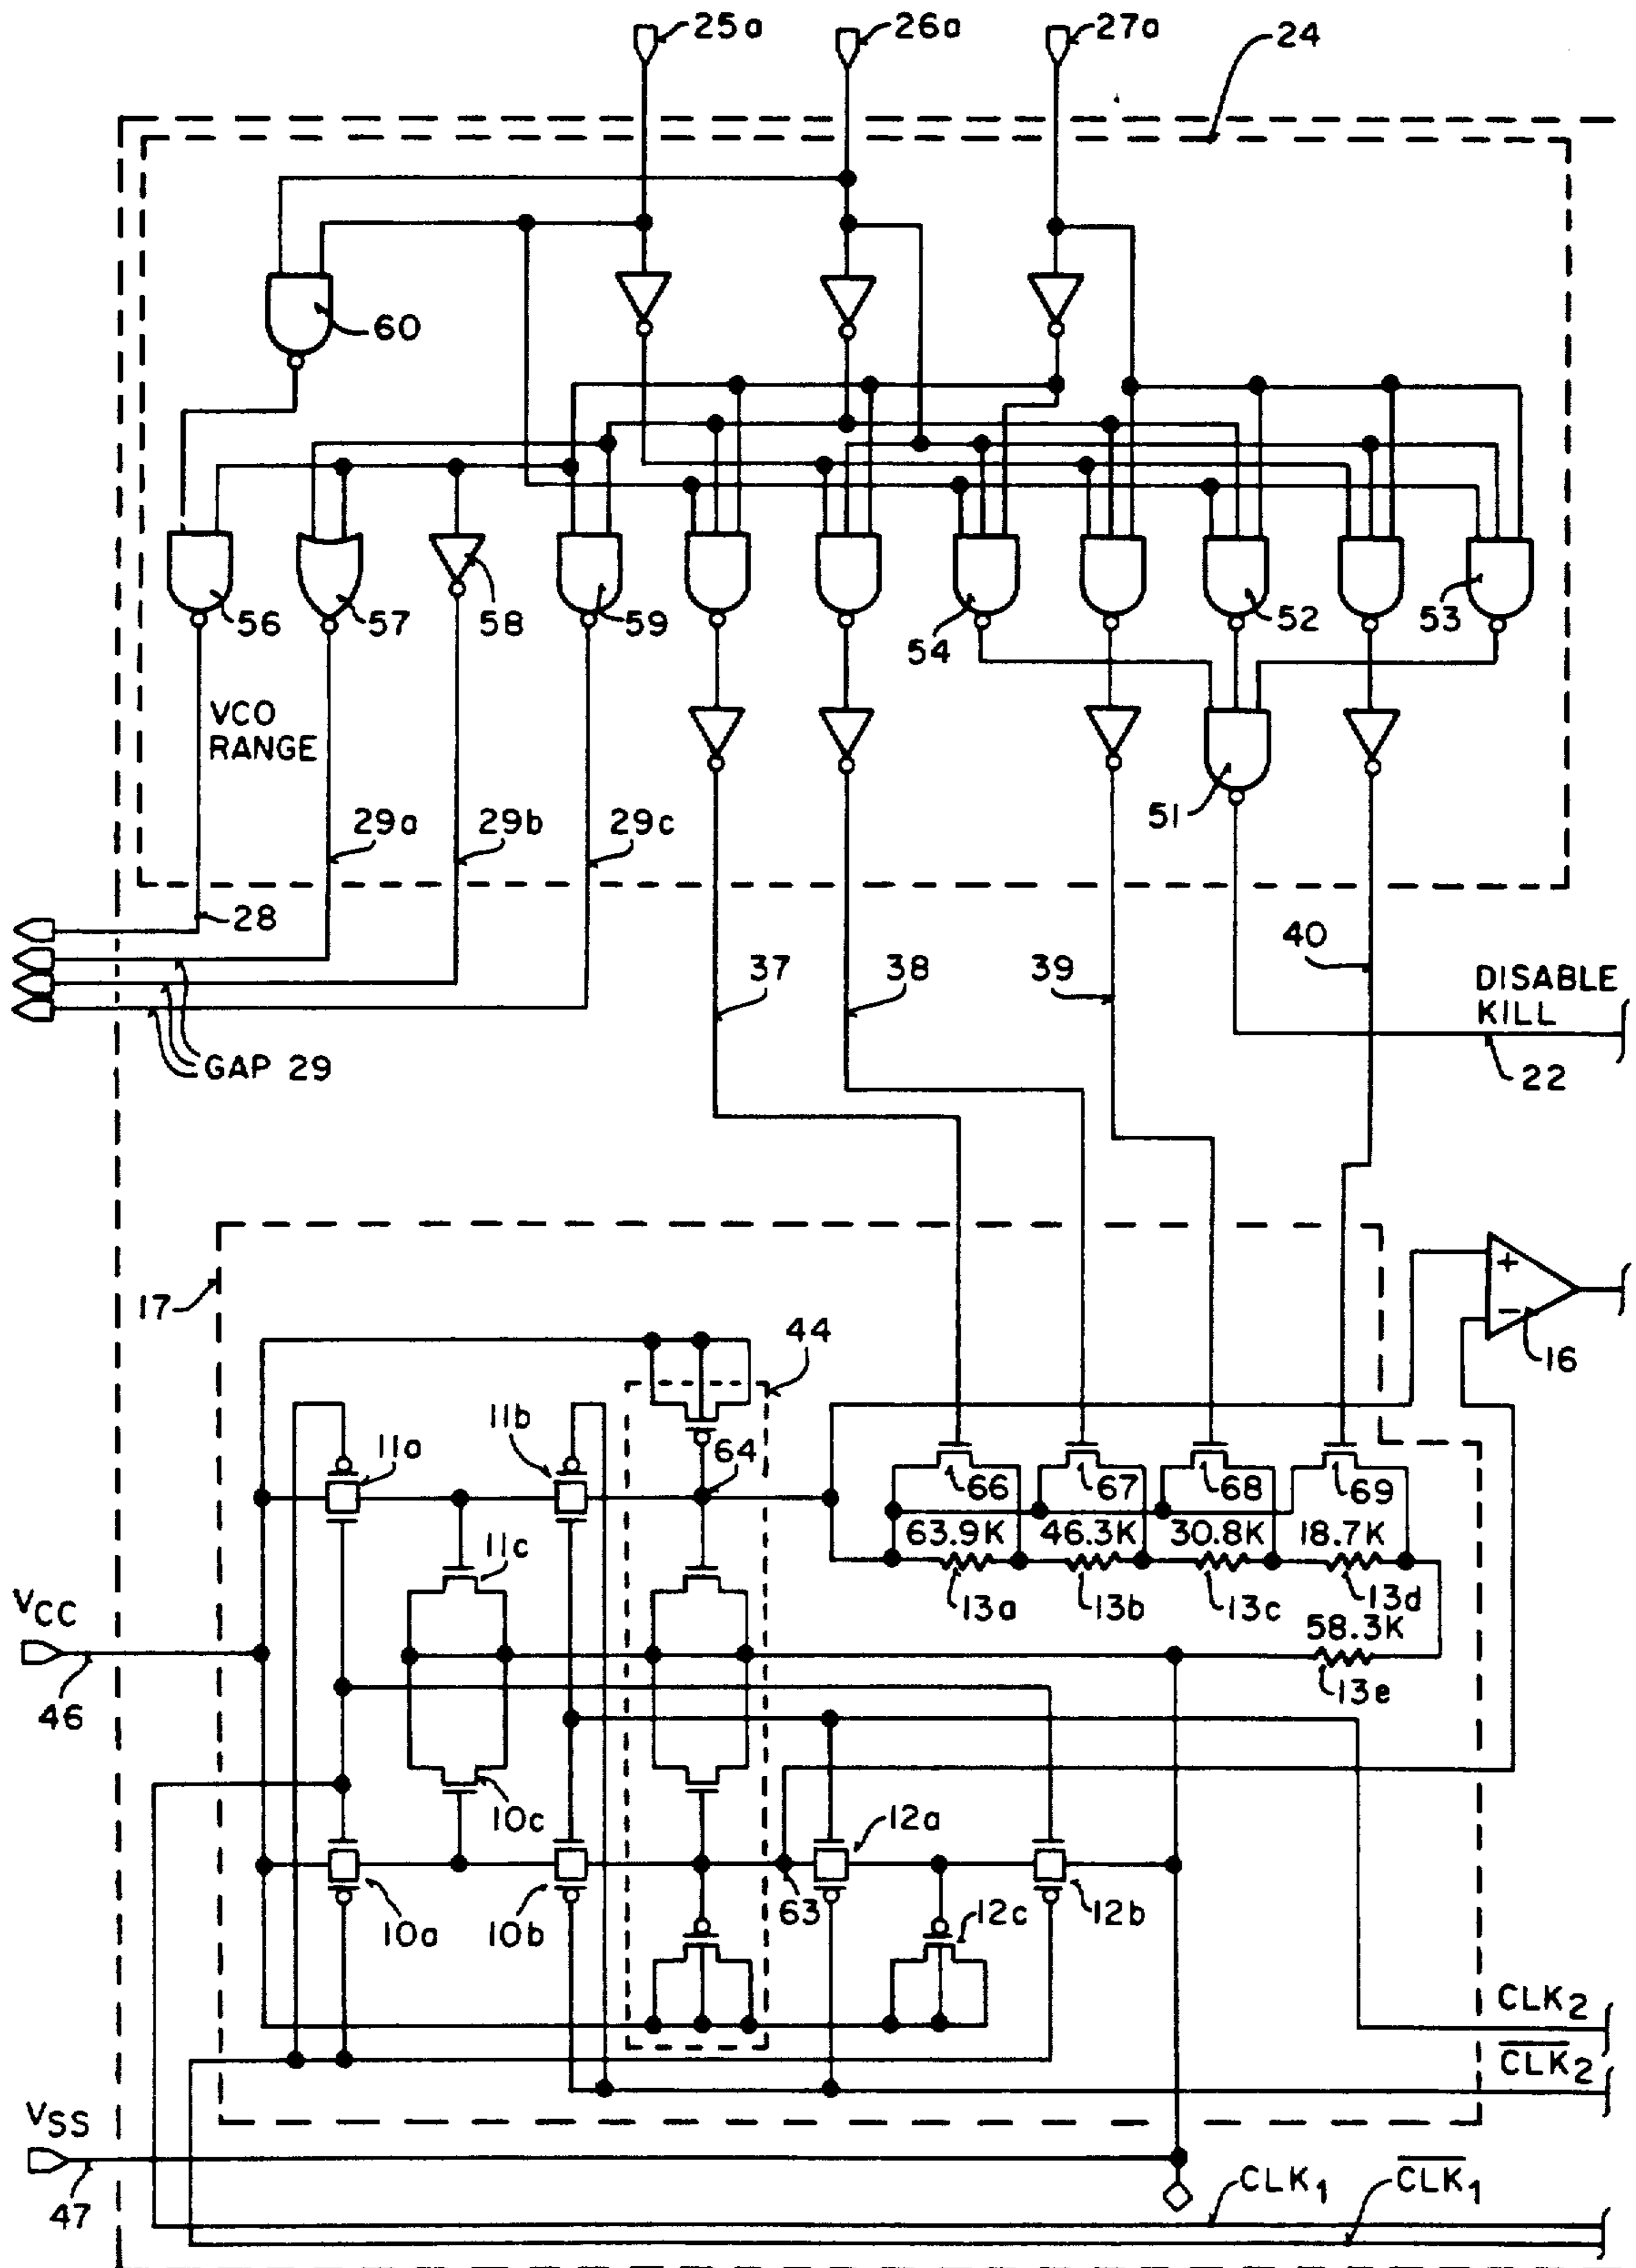 25a
26a
27a
24
60
56
57
58
59
54
52
53
51
VCO
RANGE
29a
29b
29c
28
37
38
39
40
DISABLE
KILL
22
GAP 29
17
44
16
11a
11b
64
66
67
68
69
63.9K
46.3K
30.8K
18.7K
11c
13a
13b
13c
13d
VCC
58.3K
13e
46
10c
12a
10a
10b
63
12c
12b
CLK2
CLK2
VSS
47
CLK1
CLK1